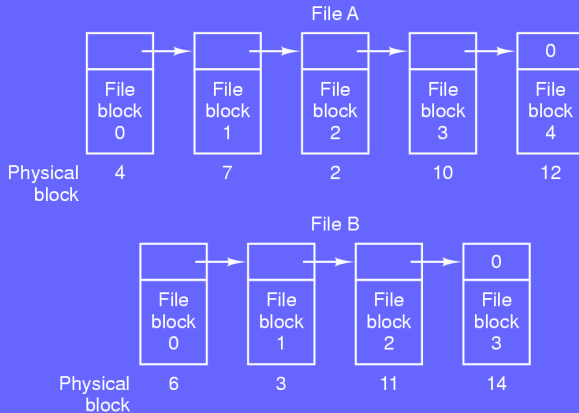 File A
0
File block 0
File block 1
File block 2
File block 3
File block 4
Physical block
4 7 2 10 12
File B
0
File block 0
File block 1
File block 2
File block 3
Physical block
6 3 11 14